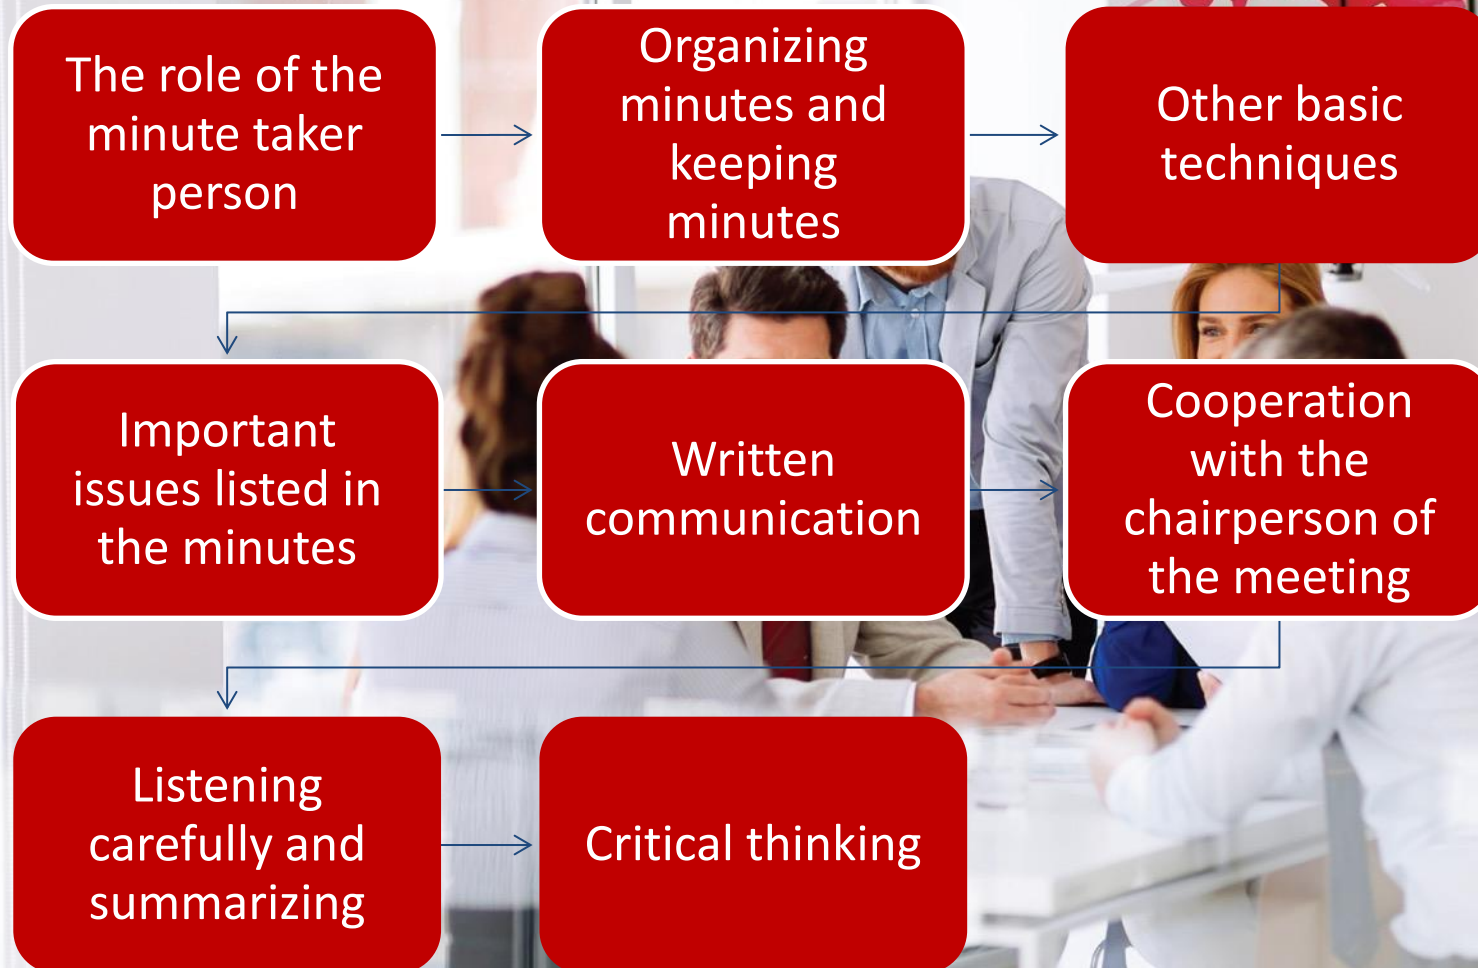 The role of the
minute taker
person
Organizing
minutes and
keeping
minutes
Other basic
techniques
Important
issues listed in
the minutes
Written
communication
Cooperation
with the
chairperson of
the meeting
Listening
carefully and
summarizing
Critical thinking